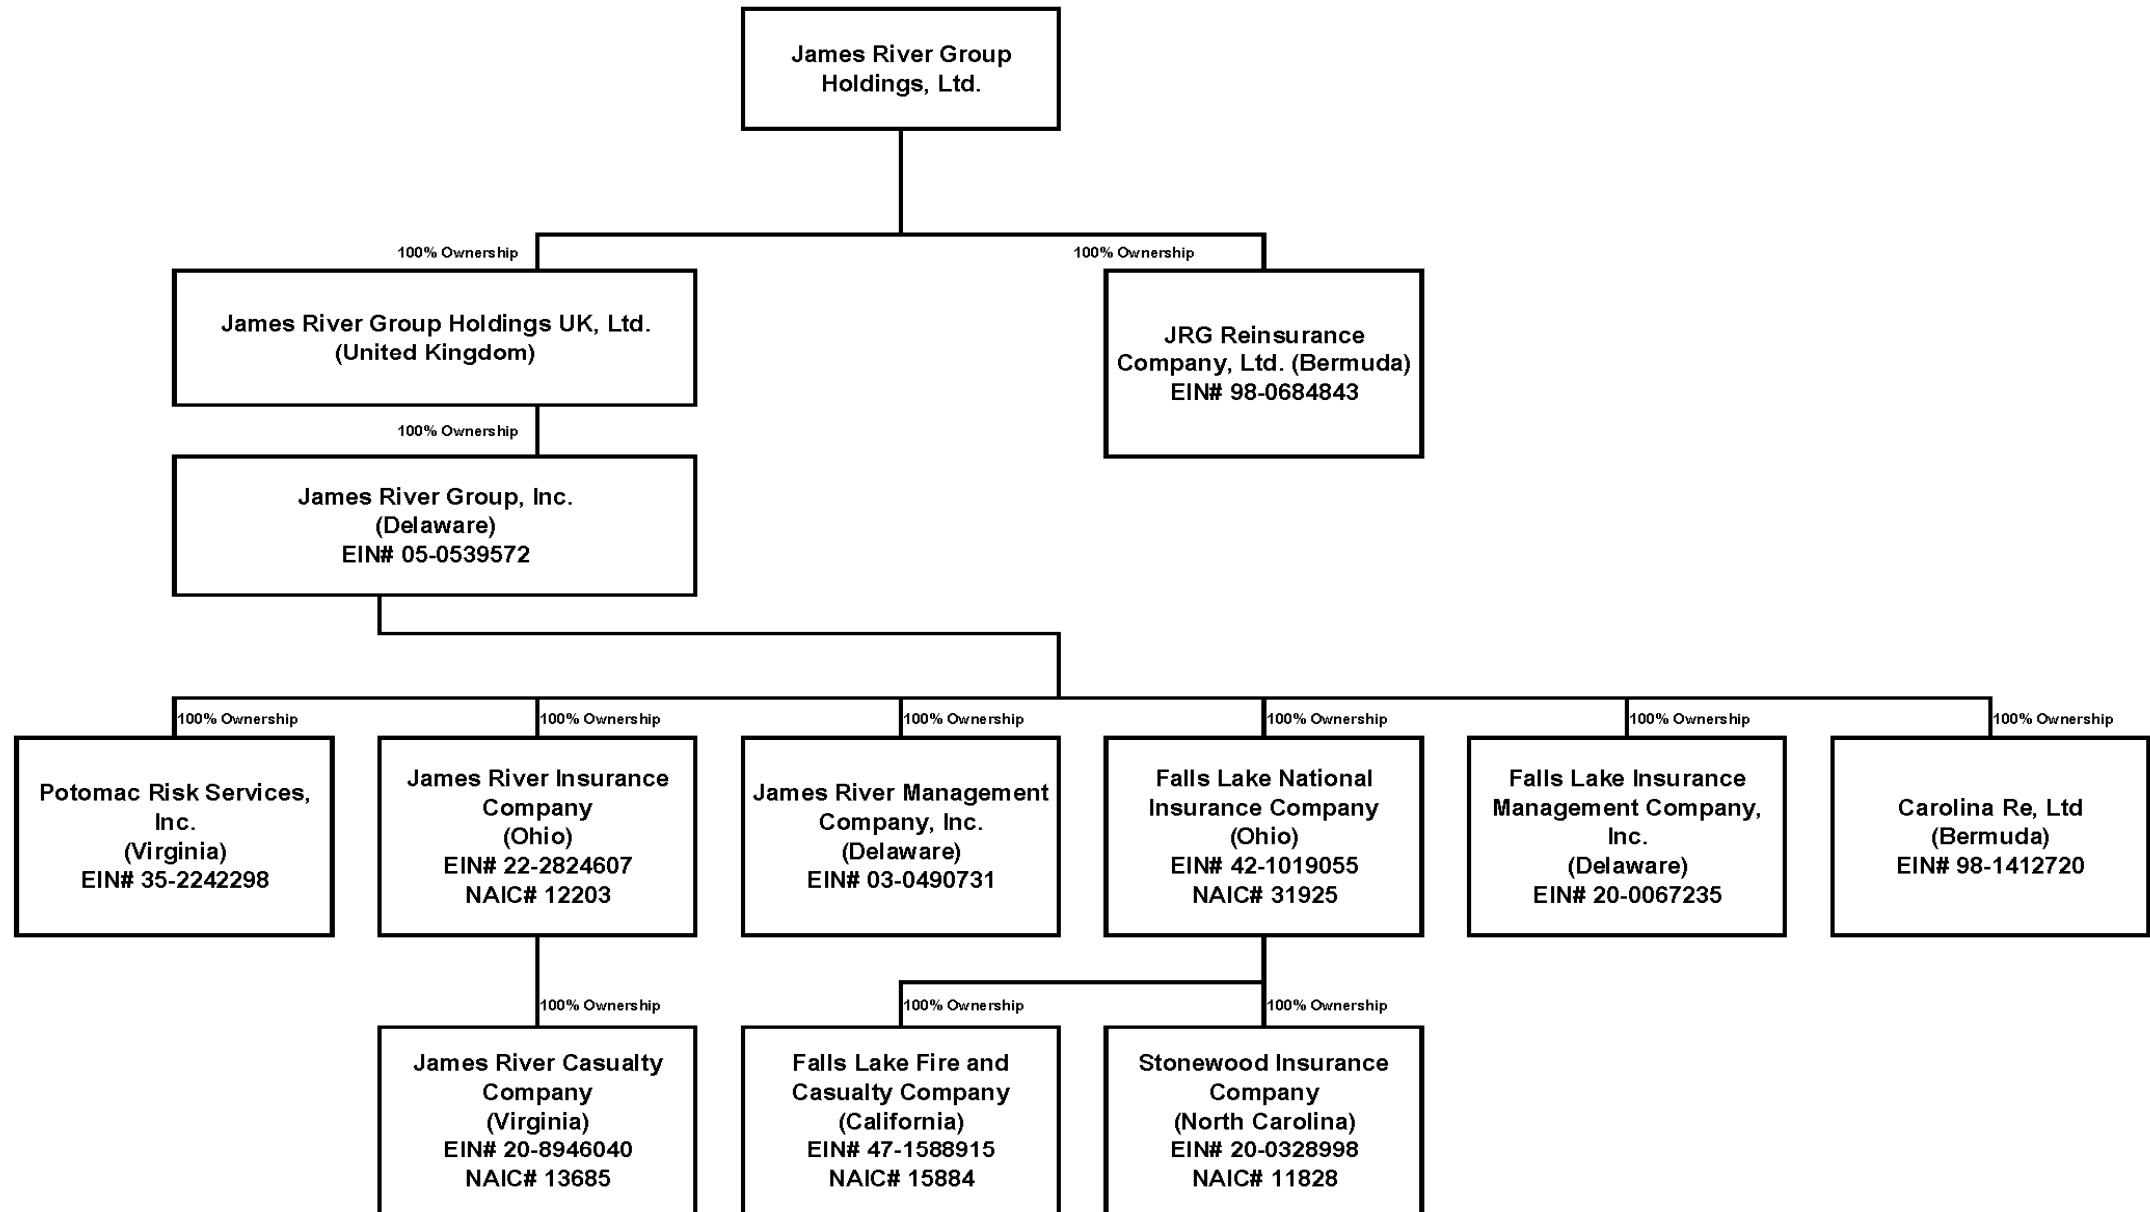 James River Group
Holdings, Ltd.
100% Ownership
100% Ownership
James River Group Holdings UK, Ltd.
(United Kingdom)
JRG Reinsurance
Company, Ltd. (Bermuda)
EIN# 98-0684843
100% Ownership
James River Group, Inc.
(Delaware)
EIN# 05-0539572
100% Ownership
100% Ownership
100% Ownership
100% Ownership
100% Ownership
100% Ownership
Potomac Risk Services,
Inc.
(Virginia)
EIN# 35-2242298
James River Insurance
Company
(Ohio)
EIN# 22-2824607
NAIC# 12203
James River Management
Company, Inc.
(Delaware)
EIN# 03-0490731
Falls Lake National
Insurance Company
(Ohio)
EIN# 42-1019055
NAIC# 31925
Falls Lake Insurance
Management Company,
Inc.
(Delaware)
EIN# 20-0067235
Carolina Re, Ltd
(Bermuda)
EIN# 98-1412720
100% Ownership
100% Ownership
100% Ownership
James River Casualty
Company
(Virginia)
EIN# 20-8946040
NAIC# 13685
Falls Lake Fire and
Casualty Company
(California)
EIN# 47-1588915
NAIC# 15884
Stonewood Insurance
Company
(North Carolina)
EIN# 20-0328998
NAIC# 11828